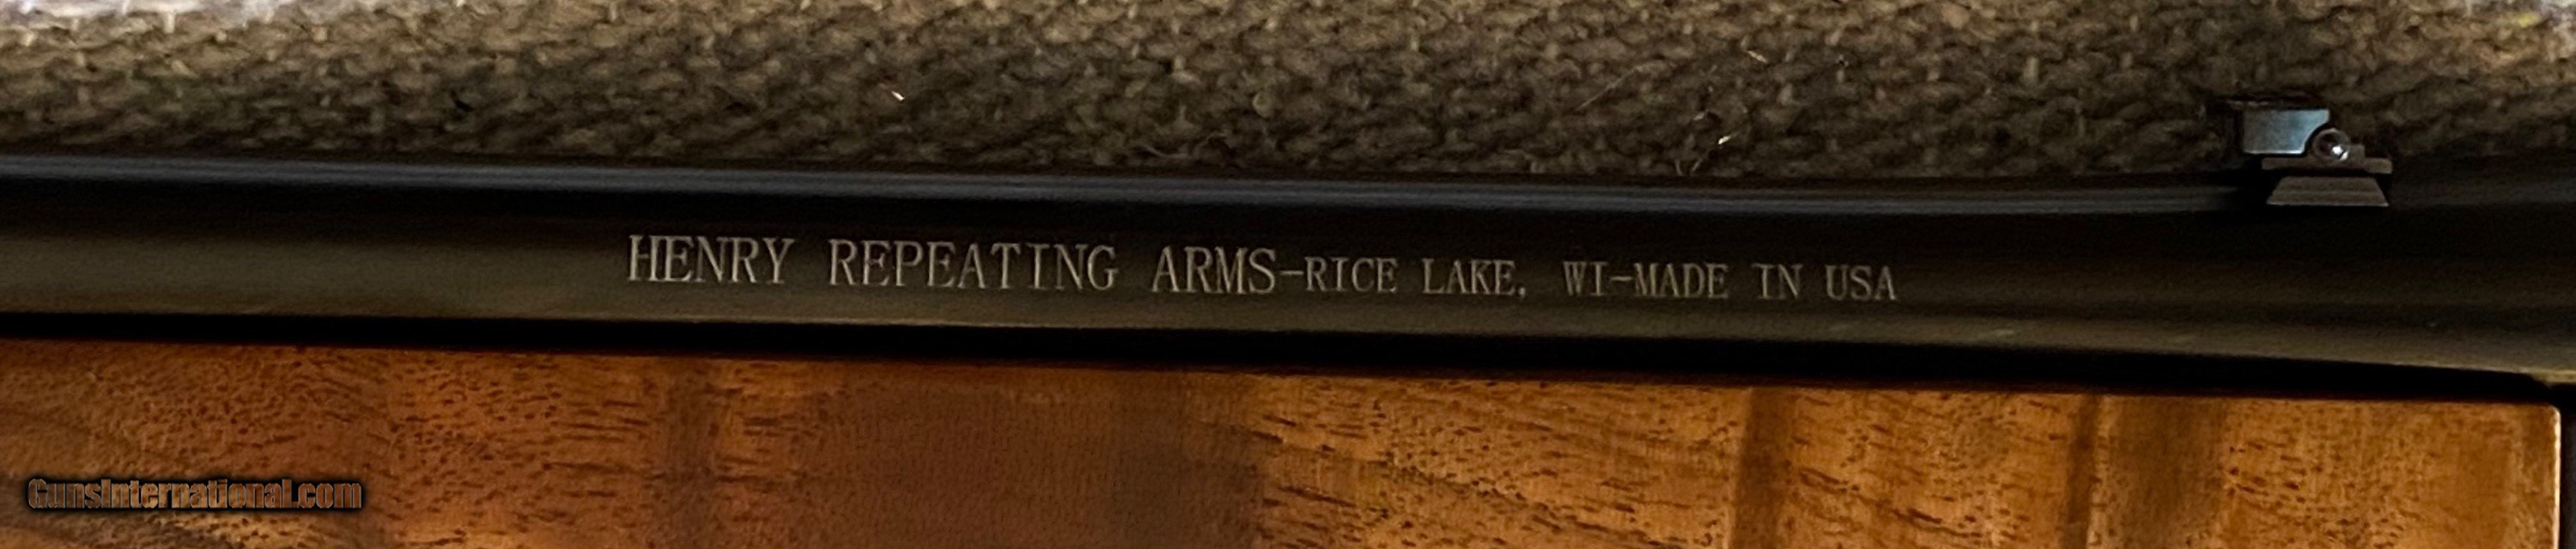 HENRY REPEATING ARMS-RICE LAKE, WI-MADE IN USA
GunsInternational.com